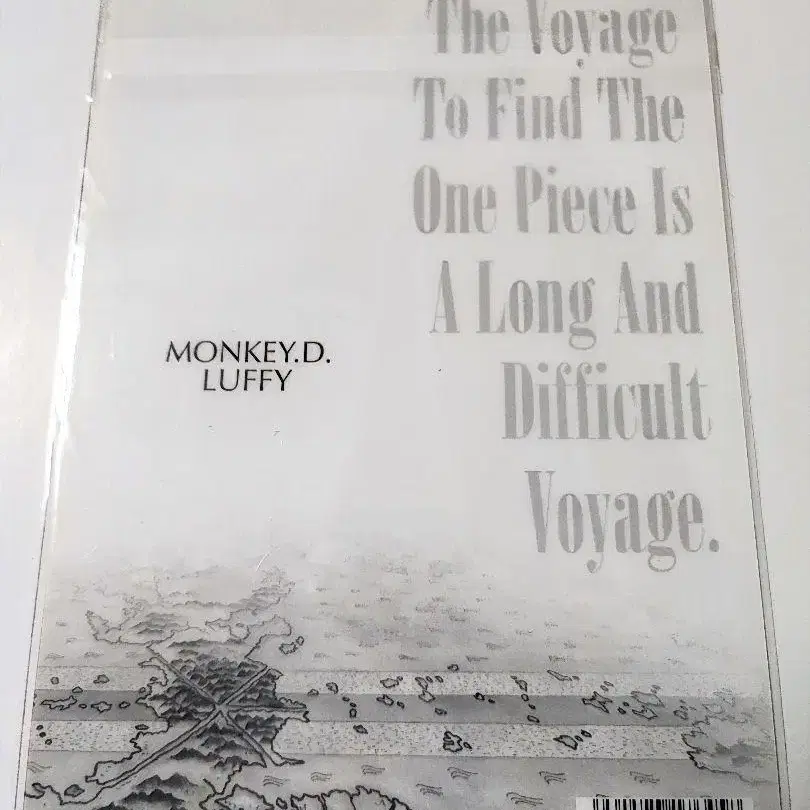 The Voyage
To Find The
One Piece Is
A Long And
Difficult
Voyage.
MONKEY.D.
LUFFY